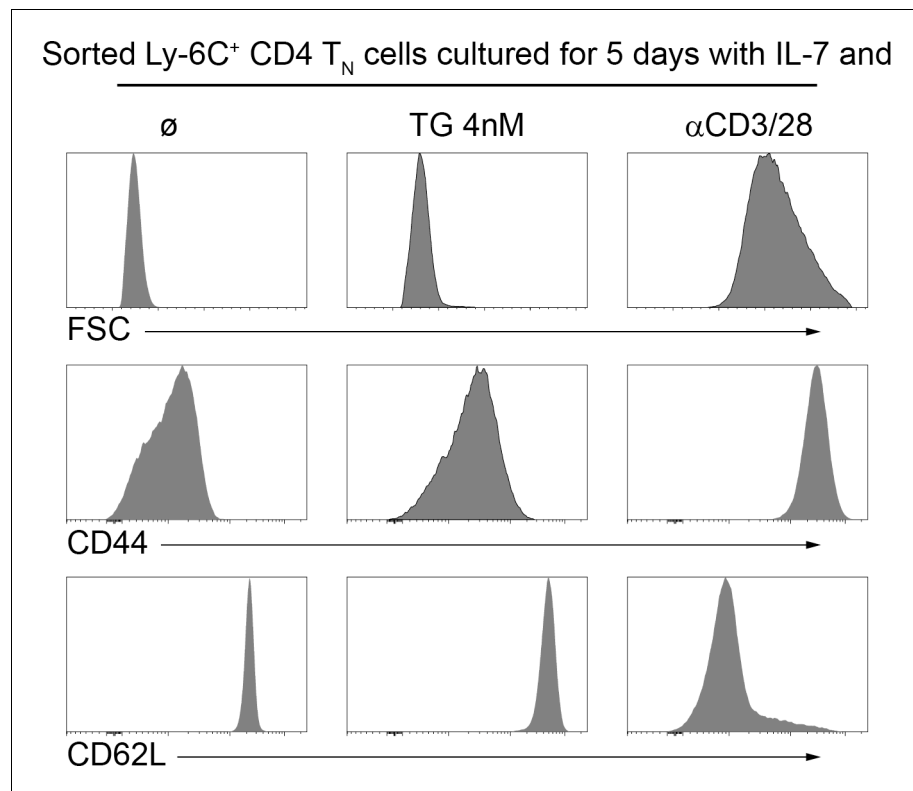 Sorted Ly-6C⁺ CD4 T_N cells cultured for 5 days with IL-7 and
ø TG 4nM αCD3/28
FSC
CD44
CD62L